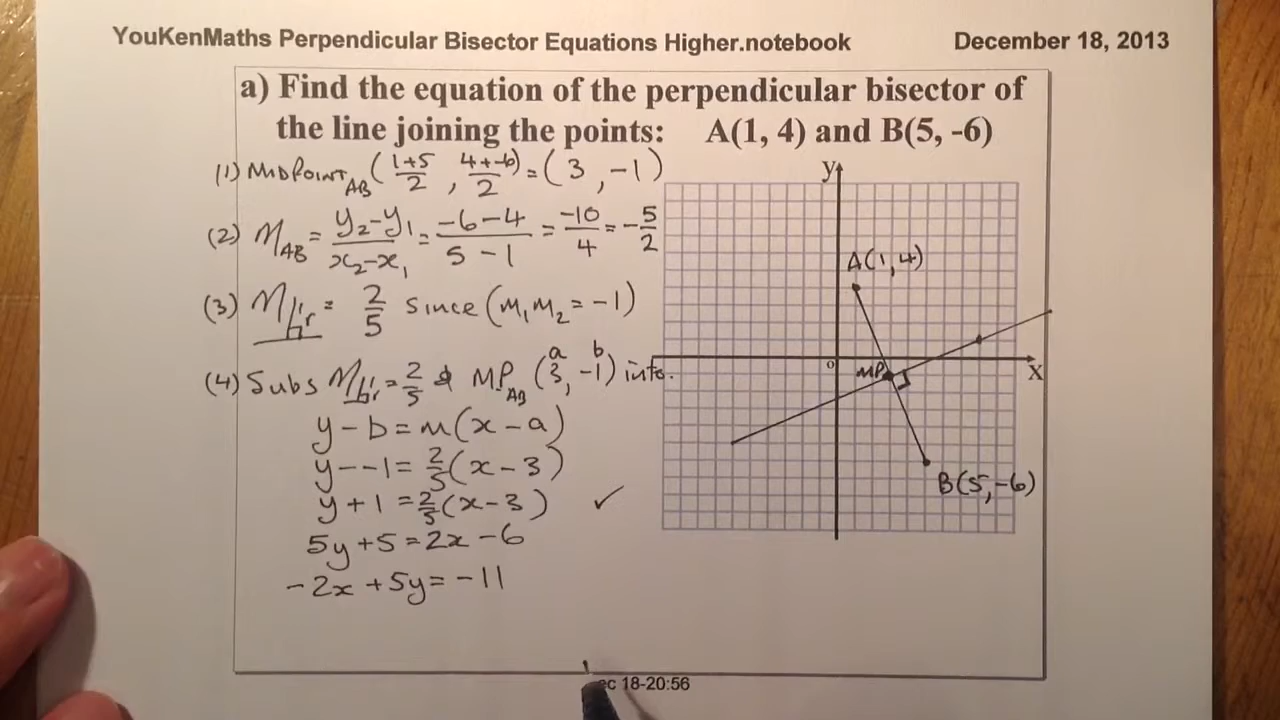 YouKenMaths Perpendicular Bisector Equations Higher.notebook
December 18, 2013
a) Find the equation of the perpendicular bisector of
the line joining the points: A(1, 4) and B(5, -6)
(1) MidPoint AB (1+5/2 , 4+-6/2) = (3 , -1)
(2) M AB = y2-y1/x2-x1 = -6-4/5-1 = -10/4 = -5/2
(3) M l'r = 2/5 since (m1m2 = -1)
a b
(4) Subs M l'r = 2/5 & MP AB (3, -1) into.
y - b = m(x - a)
y - -1 = 2/5(x - 3)
y + 1 = 2/5(x - 3) ✓
5y + 5 = 2x - 6
-2x + 5y = -11
y
A(1,4)
o
MP
x
B(5,-6)
ec 18-20:56